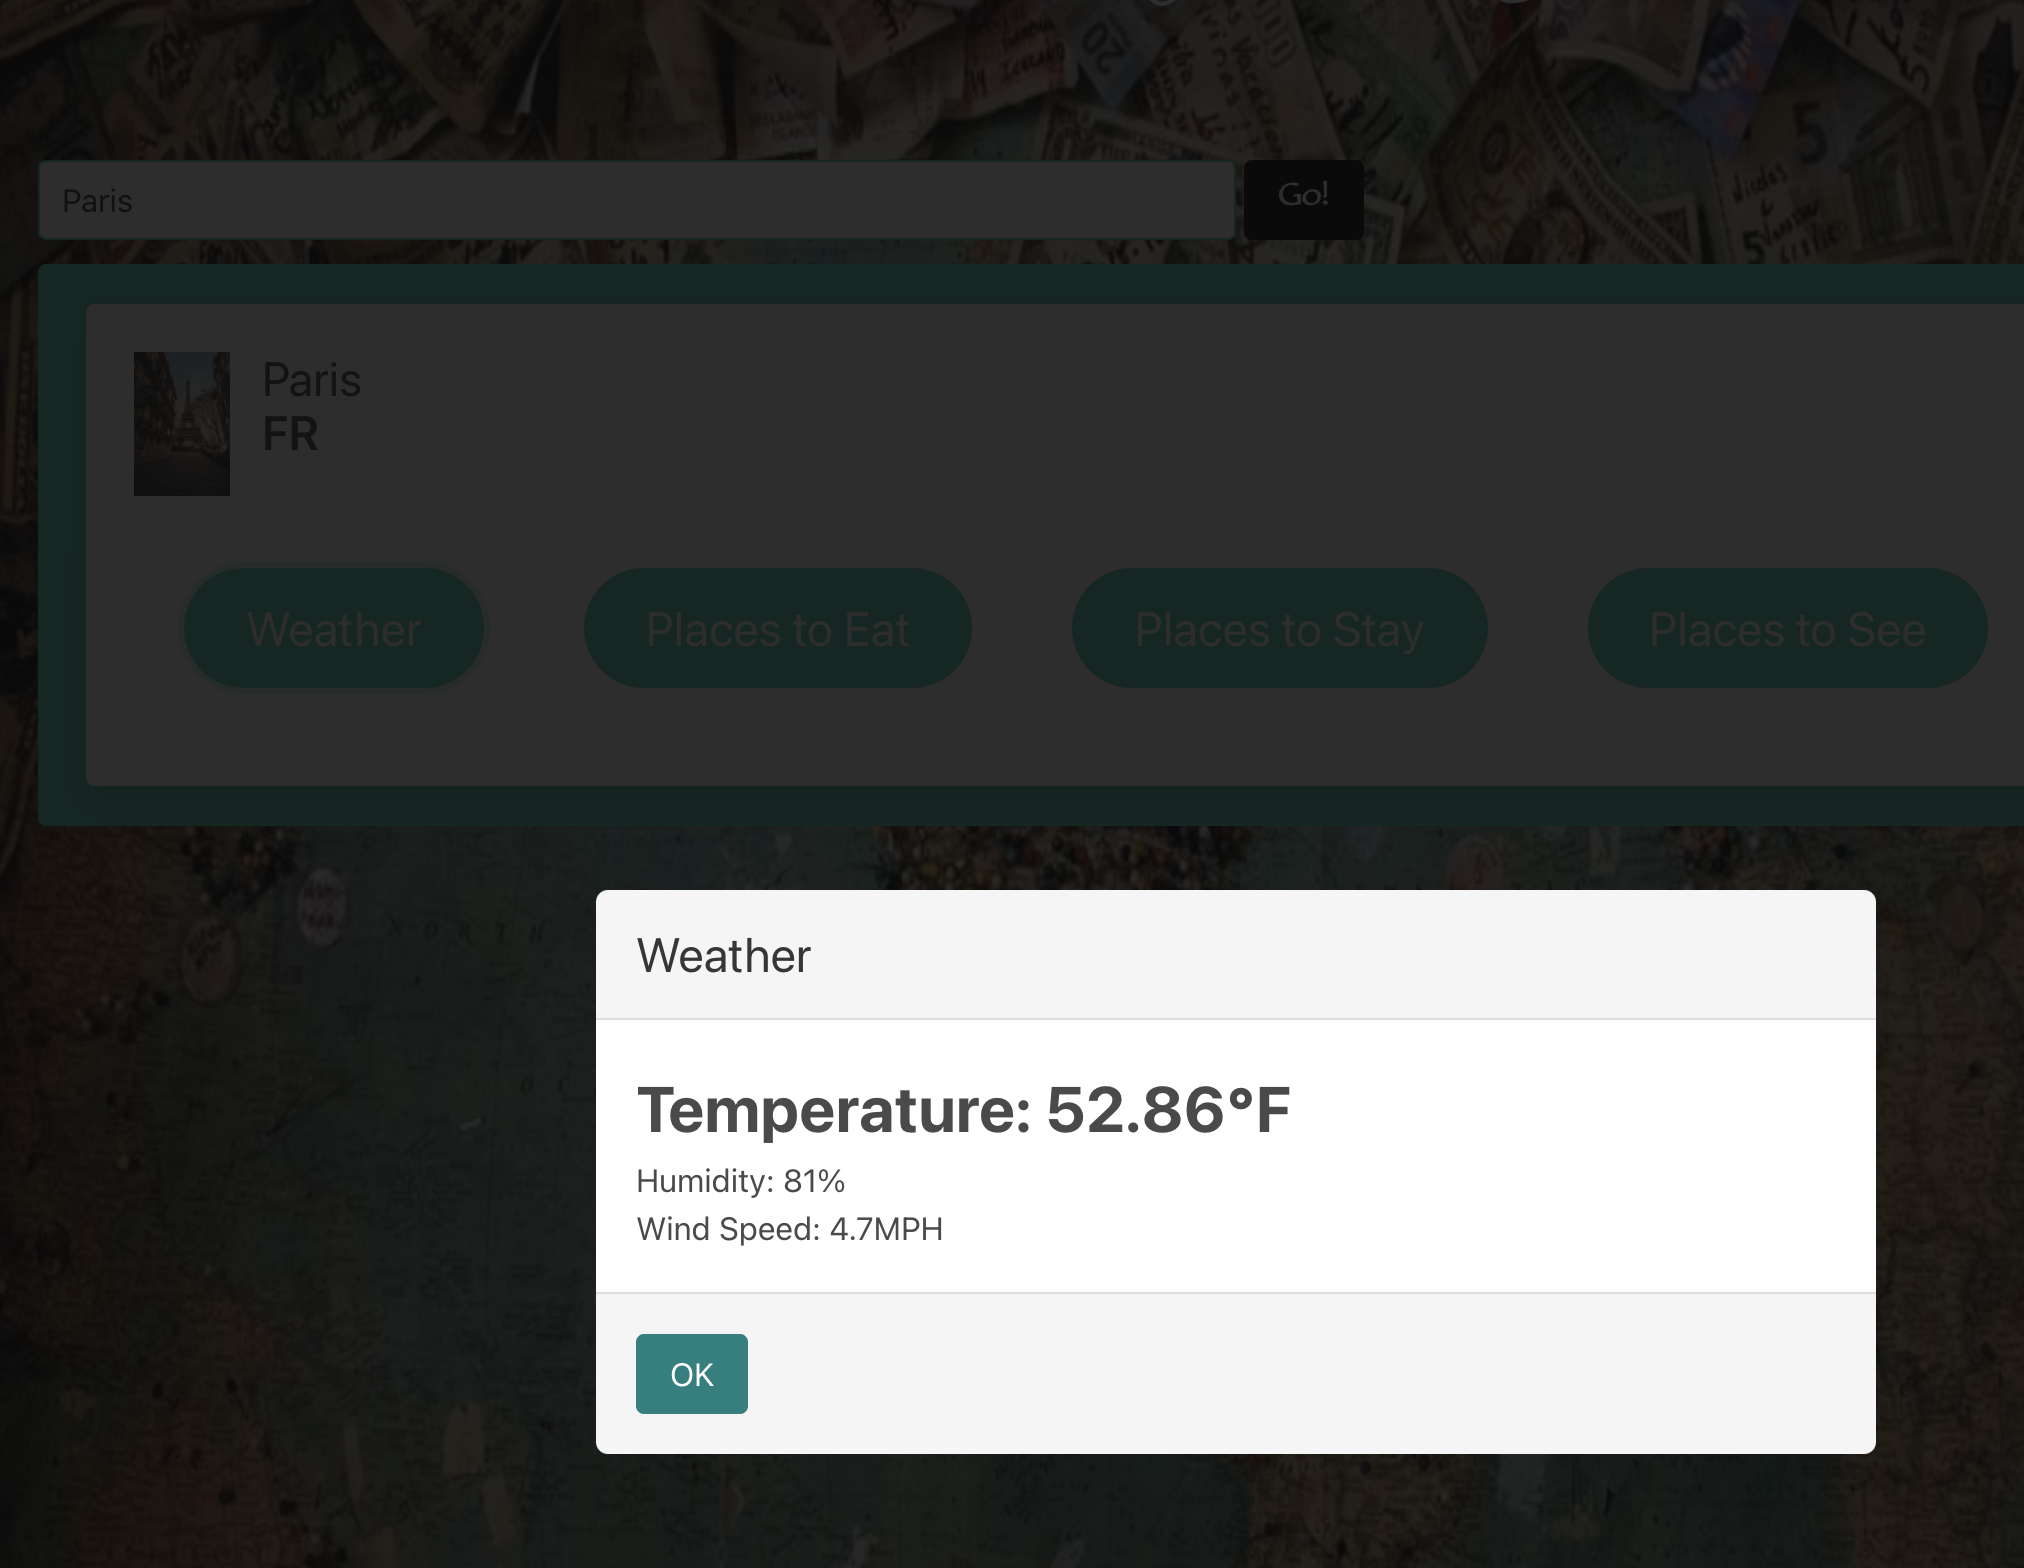 Paris
Go!
Paris
FR
Weather
Places to Eat
Places to Stay
Places to See
NORTH
Weather
Temperature: 52.86°F
Humidity: 81%
Wind Speed: 4.7MPH
OK